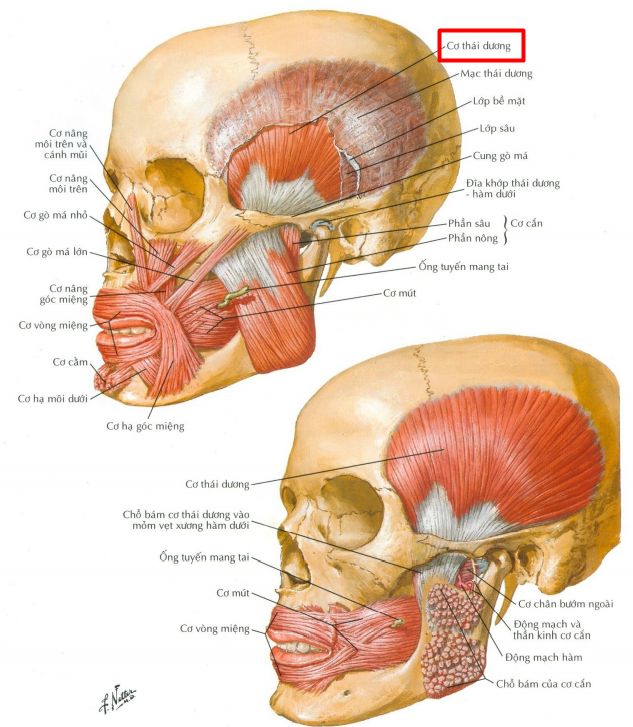 Cơ thái dương
Mạc thái dương
Lớp bề mặt
Lớp sâu
Cung gò má
Đĩa khớp thái dương
- hàm dưới
Phần sâu
Cơ cắn
Phần nông
Ống tuyến mang tai
Cơ mút
Cơ nâng
môi trên và
cánh mũi
Cơ nâng
môi trên
Cơ gò má nhỏ
Cơ gò má lớn
Cơ nâng
góc miệng
Cơ vòng miệng
Cơ cằm
Cơ hạ môi dưới
Cơ hạ góc miệng
Cơ thái dương
Chỗ bám cơ thái dương vào
mỏm vẹt xương hàm dưới
Ống tuyến mang tai
Cơ mút
Cơ vòng miệng
Cơ chân bướm ngoài
Động mạch và
thần kinh cơ cắn
Động mạch hàm
Chỗ bám của cơ cắn
F. Netter
M.D.